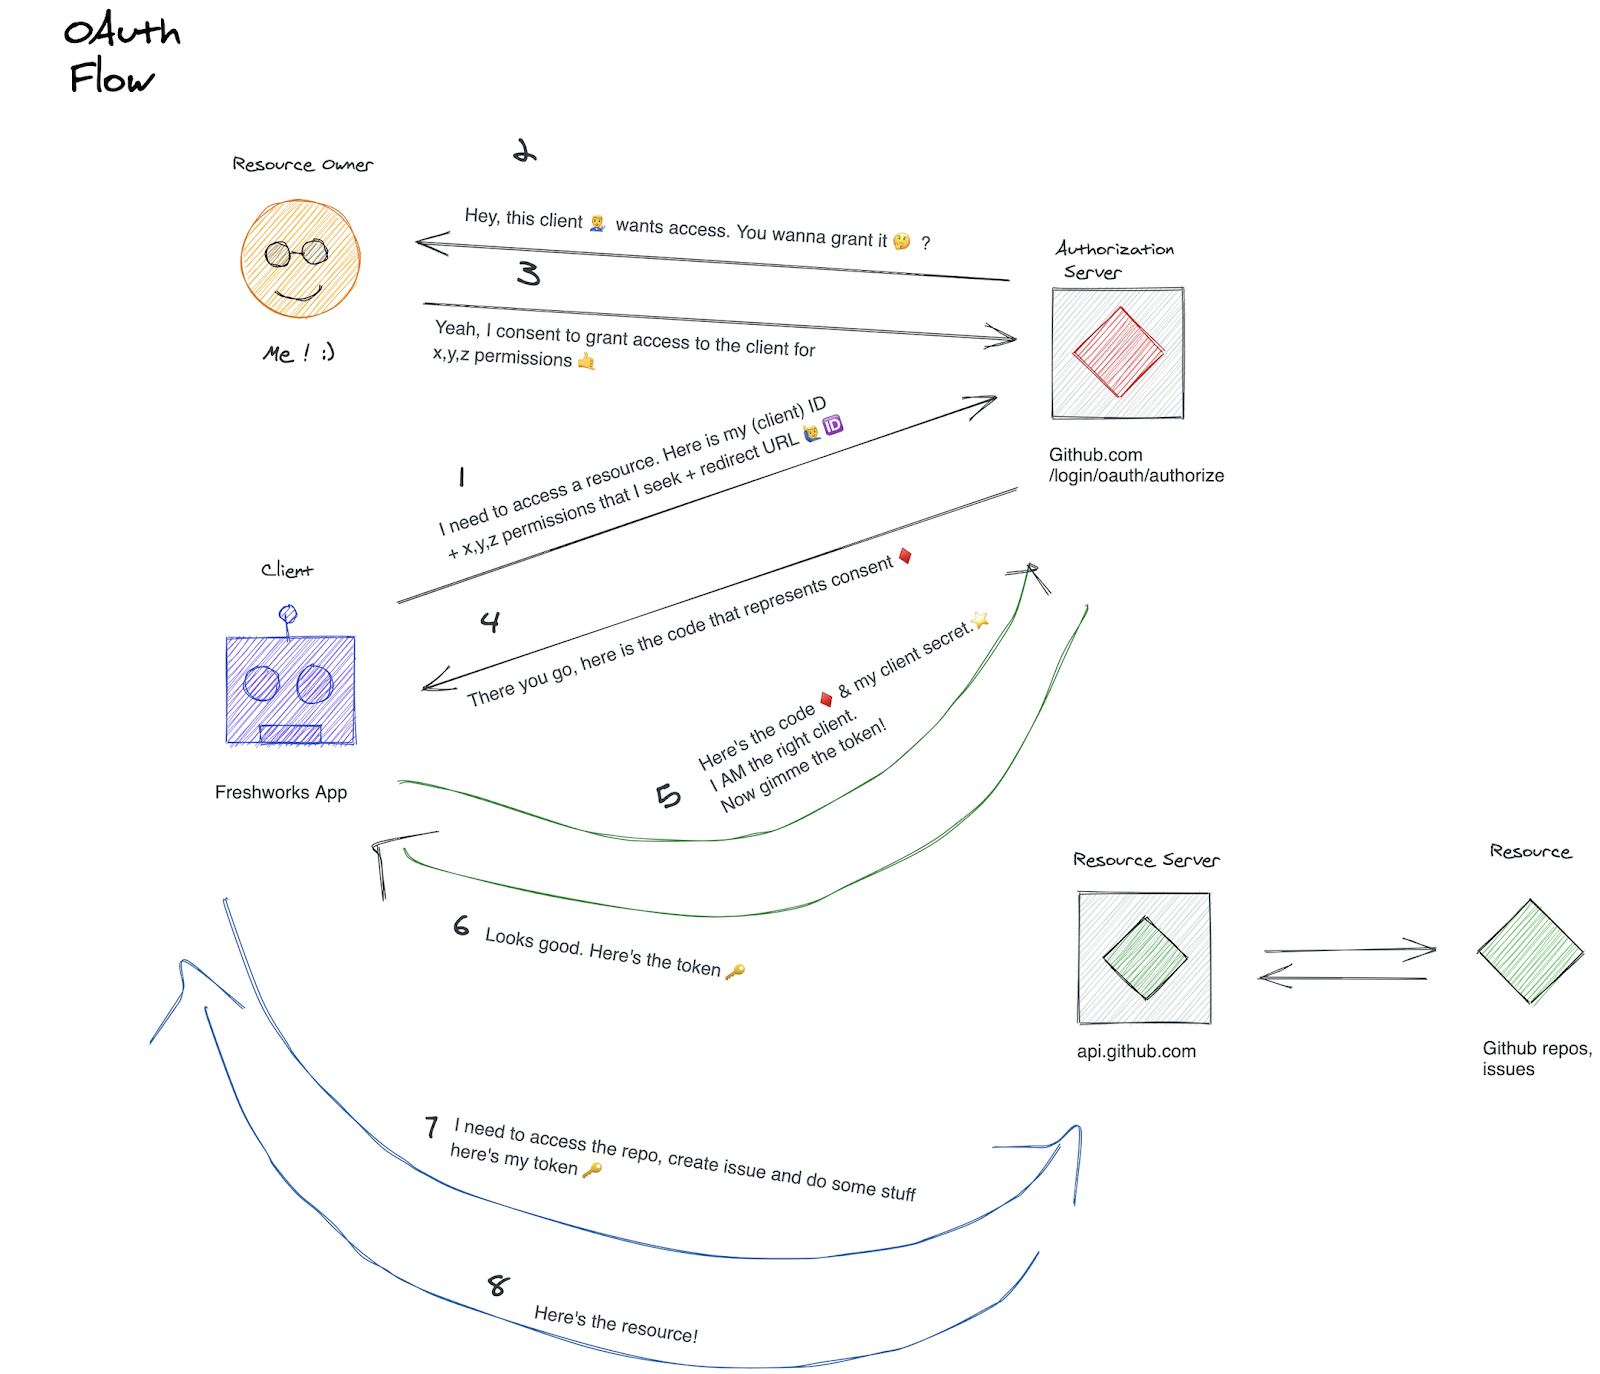 OAuth
Flow
Resource Owner
Me ! :)
2
Hey, this client 🙋‍♂️ wants access. You wanna grant it 🤔 ?
3
Yeah, I consent to grant access to the client for
x,y,z permissions 🤙
Authorization
Server
Github.com
/login/oauth/authorize
1
I need to access a resource. Here is my (client) ID
+ x,y,z permissions that I seek + redirect URL 🙋‍♂️ 🆔
Client
Freshworks App
4
There you go, here is the code that represents consent ♦️
5
Here's the code ♦️ & my client secret.⭐
I AM the right client.
Now gimme the token!
6
Looks good. Here's the token 🔑
Resource Server
api.github.com
Resource
Github repos,
issues
7
I need to access the repo, create issue and do some stuff
here's my token 🔑
8
Here's the resource!